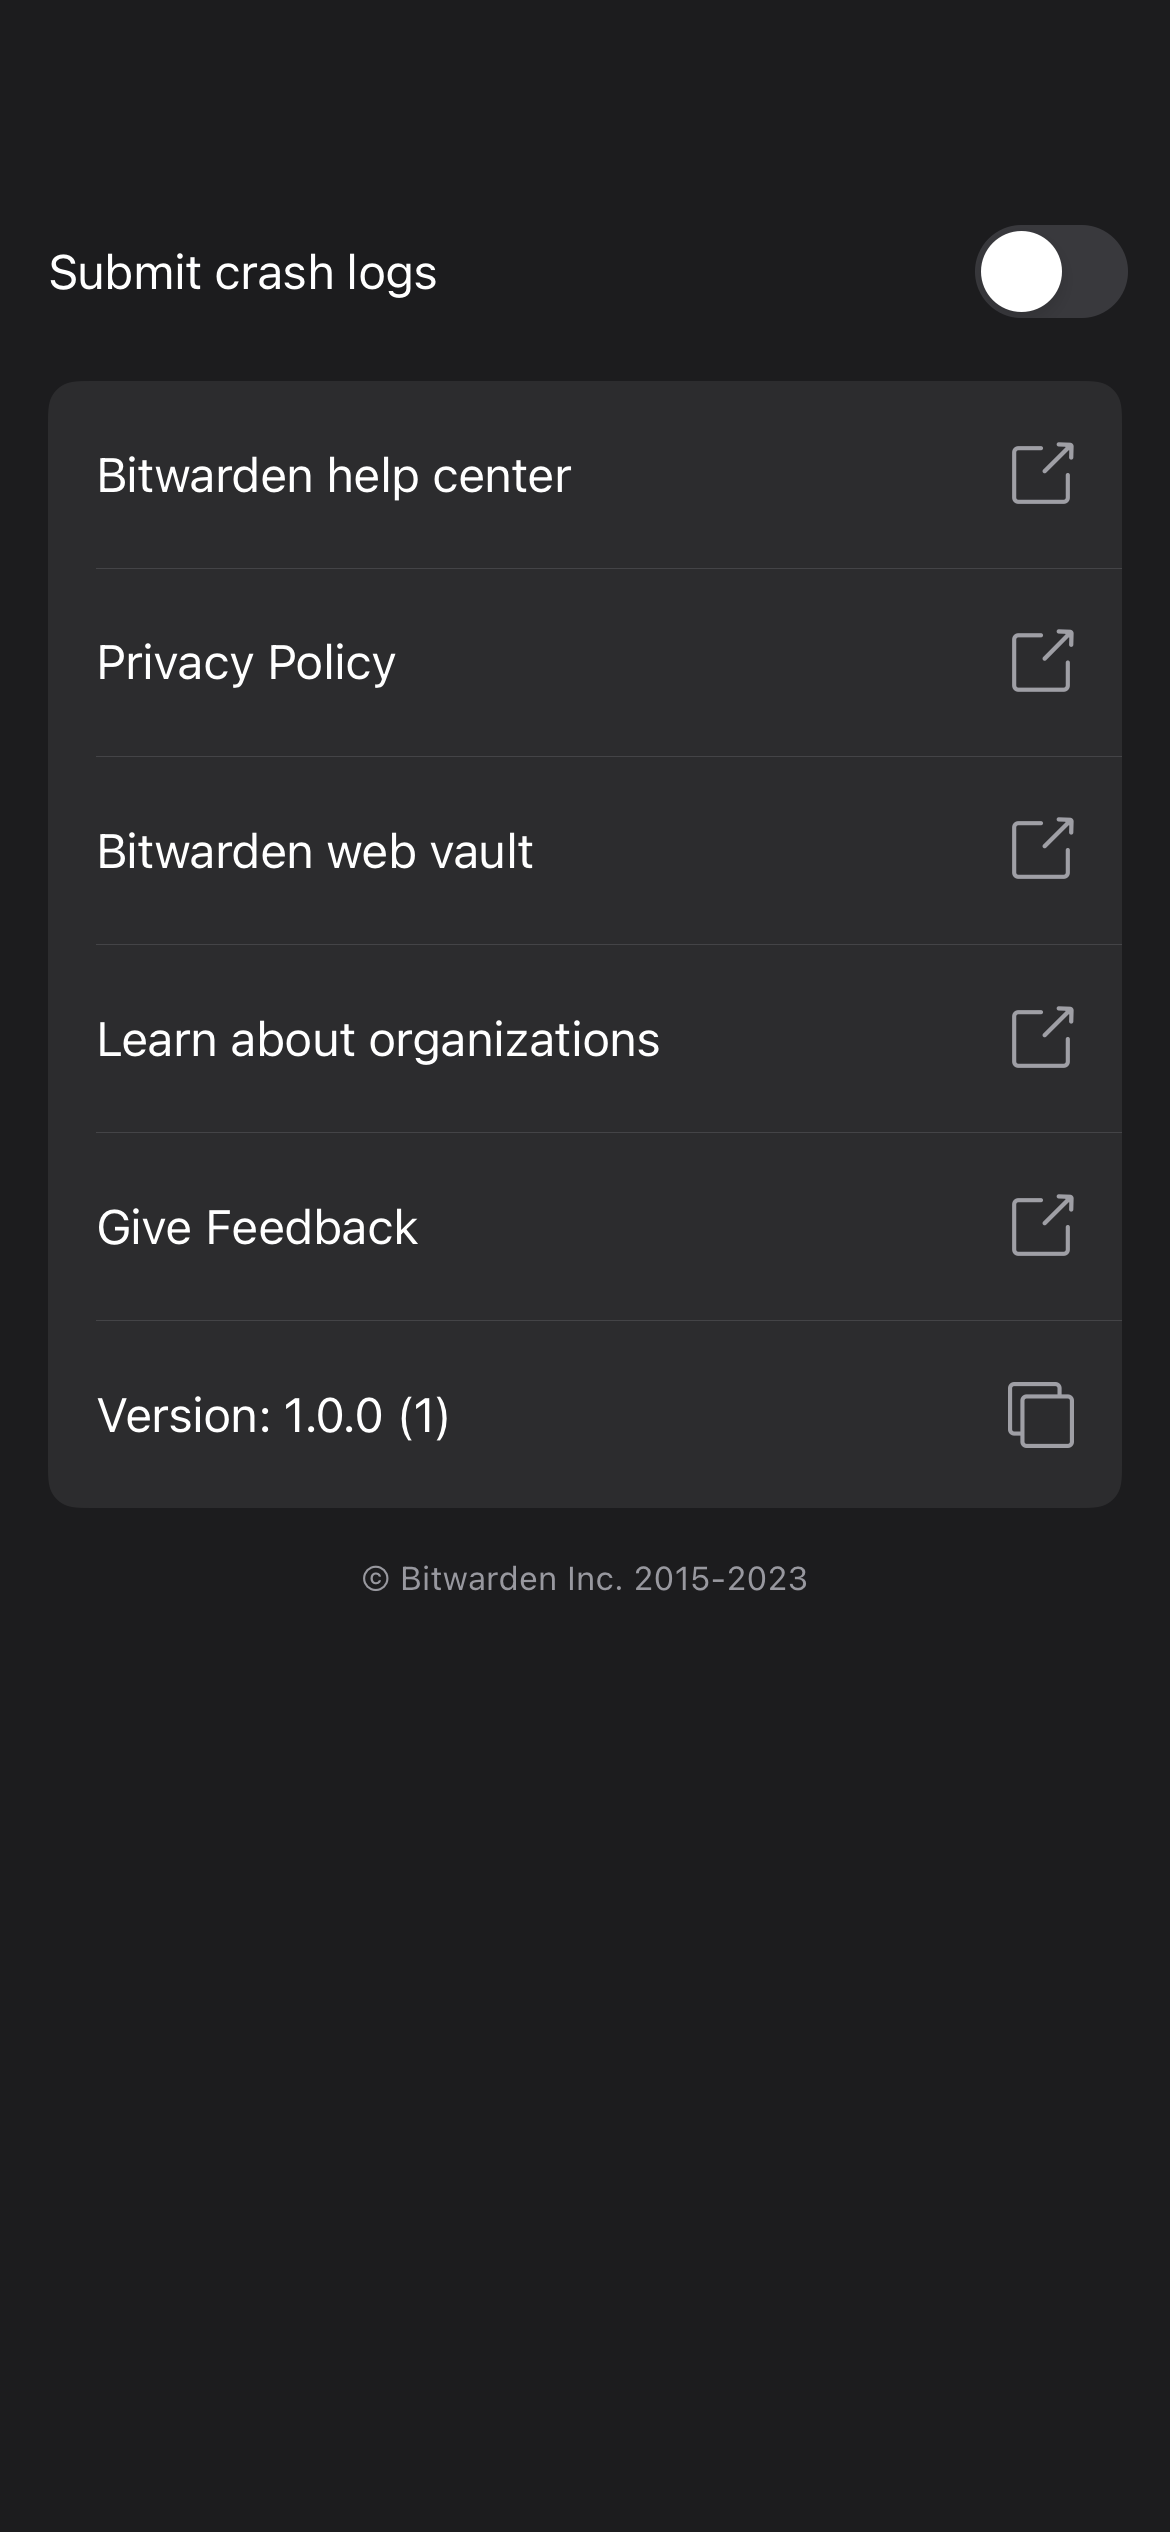 Submit crash logs
Bitwarden help center
Privacy Policy
Bitwarden web vault
Learn about organizations
Give Feedback
Version: 1.0.0 (1)
© Bitwarden Inc. 2015-2023